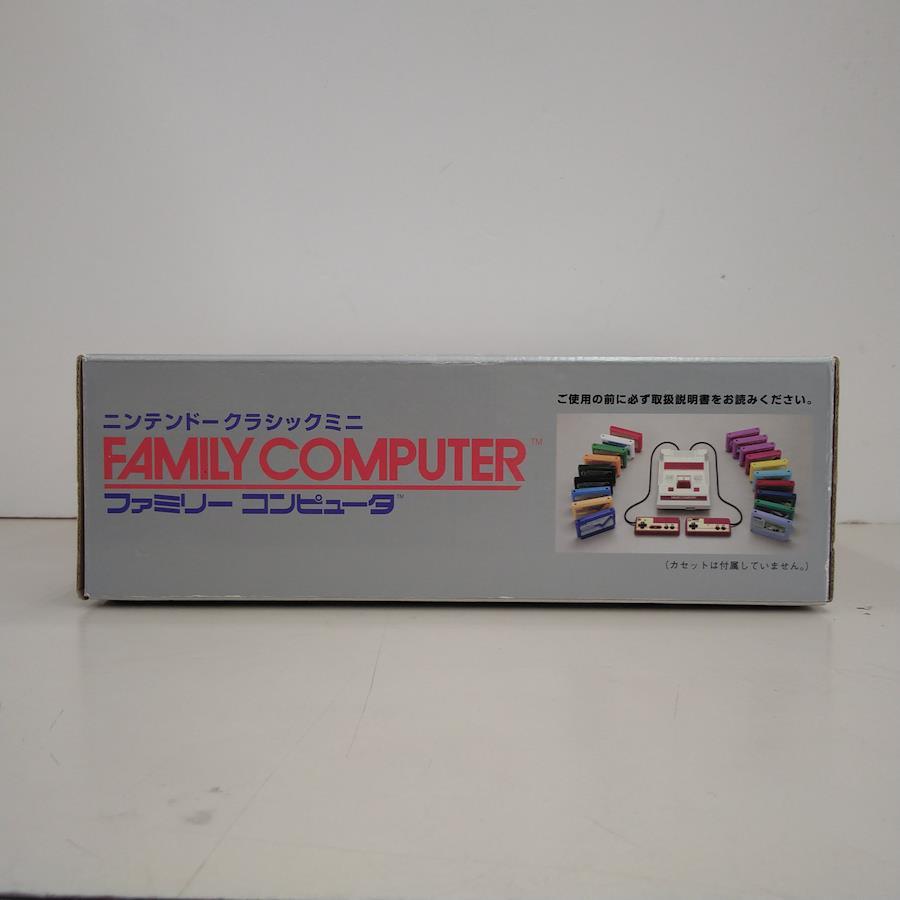 ニンテンドークラシックミニ
FAMILY COMPUTER™
ファミリー コンピュータ™
ご使用の前に必ず取扱説明書をお読みください。
（カセットは付属していません。）